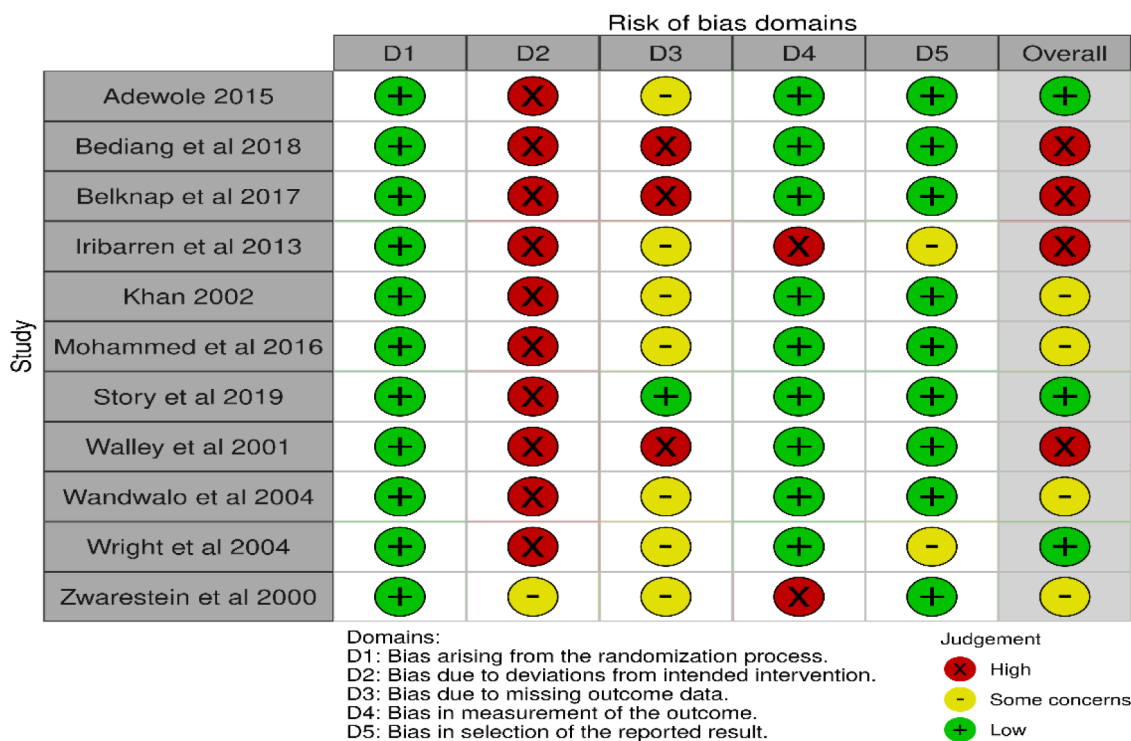 Risk of bias domains
D1 D2 D3 D4 D5 Overall
Study
Adewole 2015 + X - + + +
Bediang et al 2018 + X X + + X
Belknap et al 2017 + X X + + X
Iribarren et al 2013 + X - X - X
Khan 2002 + X - + + -
Mohammed et al 2016 + X - + + -
Story et al 2019 + X + + + +
Walley et al 2001 + X X + + X
Wandwalo et al 2004 + X - + + -
Wright et al 2004 + X - + - +
Zwarestein et al 2000 + - - X + -
Domains:
D1: Bias arising from the randomization process.
D2: Bias due to deviations from intended intervention.
D3: Bias due to missing outcome data.
D4: Bias in measurement of the outcome.
D5: Bias in selection of the reported result.
Judgement
X High
- Some concerns
+ Low